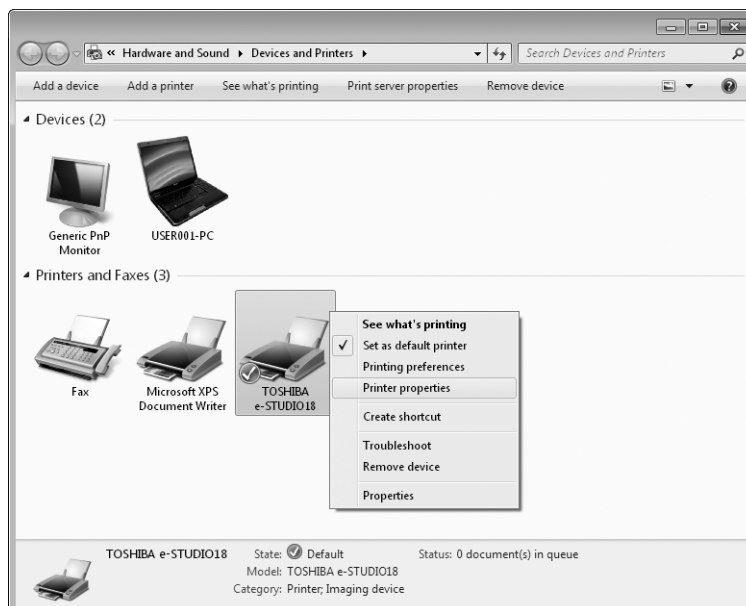 « Hardware and Sound ▸ Devices and Printers ▸
Search Devices and Printers
Add a device Add a printer See what's printing Print server properties Remove device
Devices (2)
Generic PnP
Monitor
USER001-PC
Printers and Faxes (3)
Fax
Microsoft XPS
Document Writer
TOSHIBA
e-STUDIO18
See what's printing
Set as default printer
Printing preferences
Printer properties
Create shortcut
Troubleshoot
Remove device
Properties
TOSHIBA e-STUDIO18 State: Default Status: 0 document(s) in queue
Model: TOSHIBA e-STUDIO18
Category: Printer; Imaging device